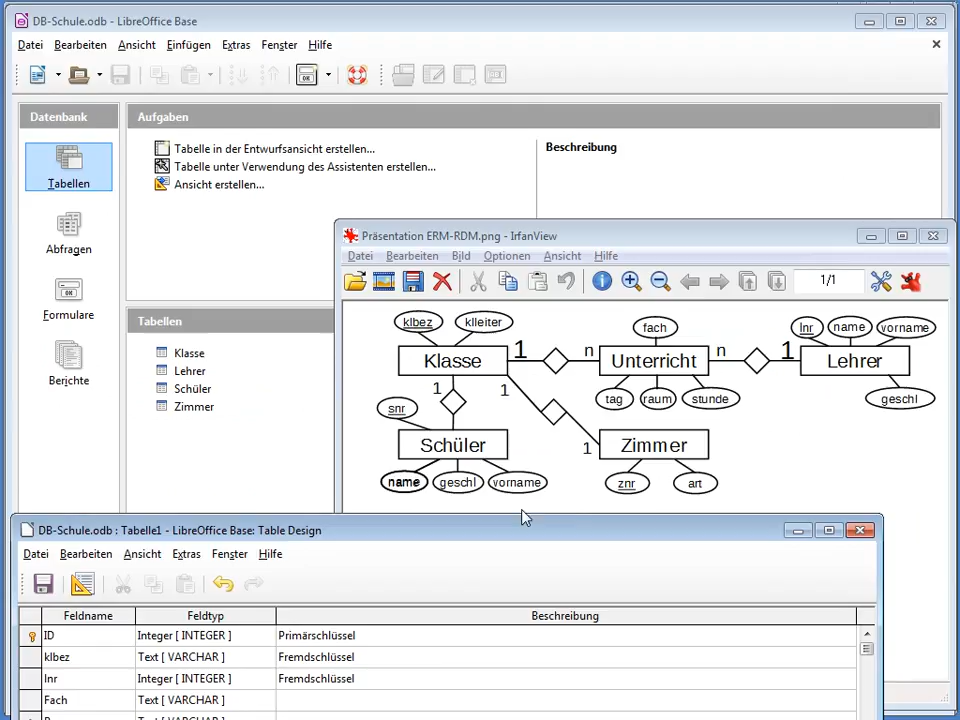 DB-Schule.odb - LibreOffice Base
Datei Bearbeiten Ansicht Einfügen Extras Fenster Hilfe
Datenbank
Aufgaben
Tabellen
Abfragen
Formulare
Berichte
Tabelle in der Entwurfsansicht erstellen...
Tabelle unter Verwendung des Assistenten erstellen...
Ansicht erstellen...
Beschreibung
Tabellen
Klasse
Lehrer
Schüler
Zimmer
Präsentation ERM-RDM.png - IrfanView
Datei Bearbeiten Bild Optionen Ansicht Hilfe
1/1
klbez klleiter fach lnr name vorname
Klasse 1 n Unterricht n 1 Lehrer
1 1 tag raum stunde geschl
snr
Schüler 1 Zimmer
name geschl vorname znr art
DB-Schule.odb : Tabelle1 - LibreOffice Base: Table Design
Datei Bearbeiten Ansicht Extras Fenster Hilfe
Feldname Feldtyp Beschreibung
ID Integer [ INTEGER ] Primärschlüssel
klbez Text [ VARCHAR ] Fremdschlüssel
lnr Integer [ INTEGER ] Fremdschlüssel
Fach Text [ VARCHAR ]